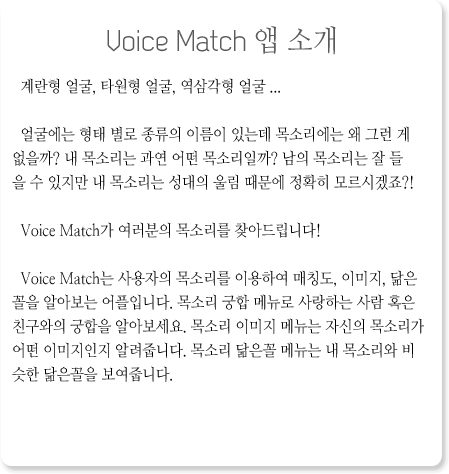 Voice Match 앱 소개
계란형 얼굴, 타원형 얼굴, 역삼각형 얼굴 ...
얼굴에는 형태 별로 종류의 이름이 있는데 목소리에는 왜 그런 게
없을까? 내 목소리는 과연 어떤 목소리일까? 남의 목소리는 잘 들
을 수 있지만 내 목소리는 성대의 울림 때문에 정확히 모르시겠죠?!
Voice Match가 여러분의 목소리를 찾아드립니다!
Voice Match는 사용자의 목소리를 이용하여 매칭도, 이미지, 닮은
꼴을 알아보는 어플입니다. 목소리 궁합 메뉴로 사랑하는 사람 혹은
친구와의 궁합을 알아보세요. 목소리 이미지 메뉴는 자신의 목소리가
어떤 이미지인지 알려줍니다. 목소리 닮은꼴 메뉴는 내 목소리와 비
슷한 닮은꼴을 보여줍니다.